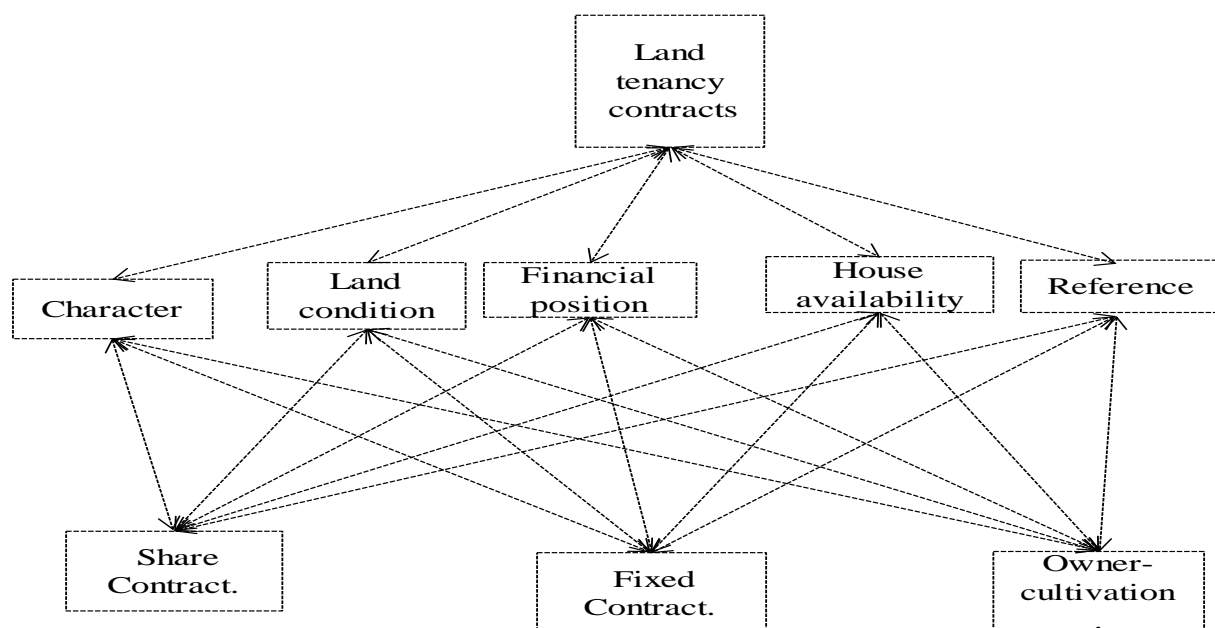 Land
tenancy
contracts
Character
Land
condition
Financial
position
House
availability
Reference
Share
Contract.
Fixed
Contract.
Owner-
cultivation